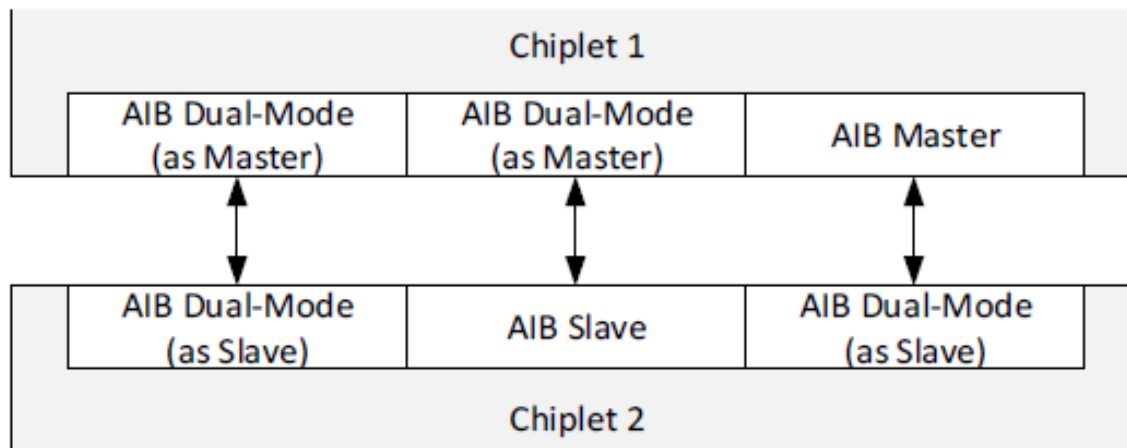 Chiplet 1
AIB Dual-Mode
(as Master)
AIB Dual-Mode
(as Master)
AIB Master
AIB Dual-Mode
(as Slave)
AIB Slave
AIB Dual-Mode
(as Slave)
Chiplet 2